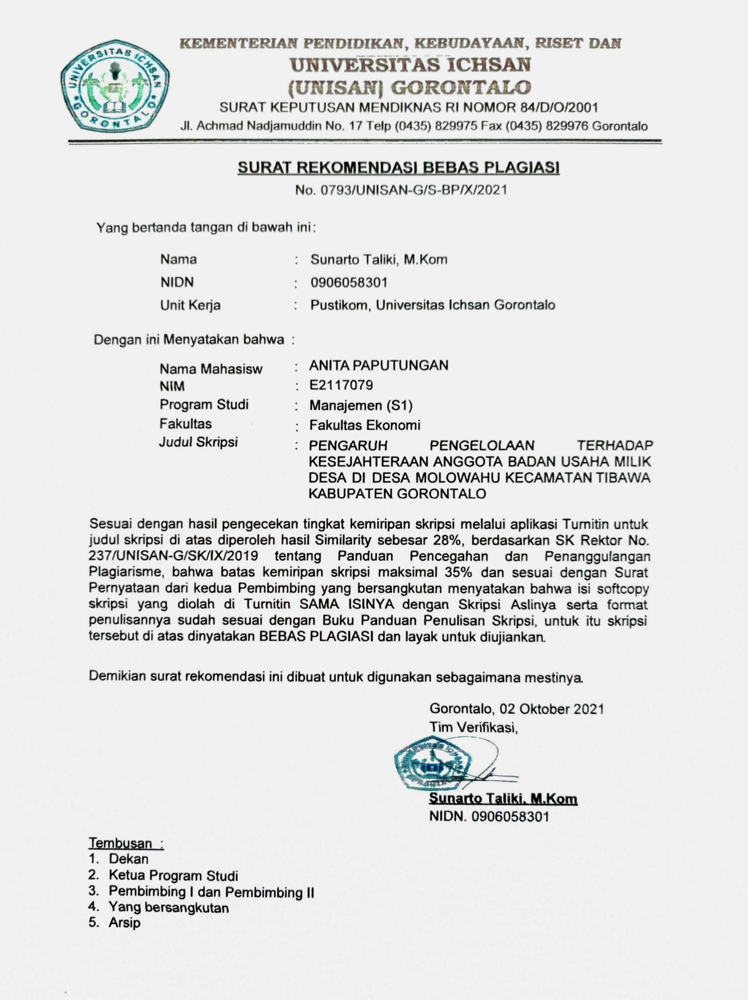 KEMENTERIAN PENDIDIKAN, KEBUDAYAAN, RISET DAN
UNIVERSITAS ICHSAN
(UNISAN) GORONTALO
SURAT KEPUTUSAN MENDIKNAS RI NOMOR 84/D/O/2001
Jl. Achmad Nadjamuddin No. 17 Telp (0435) 829975 Fax (0435) 829976 Gorontalo
UNIVERSITAS ICHSAN
GORONTALO
SURAT REKOMENDASI BEBAS PLAGIASI
No. 0793/UNISAN-G/S-BP/X/2021
Yang bertanda tangan di bawah ini :
Nama : Sunarto Taliki, M.Kom
NIDN : 0906058301
Unit Kerja : Pustikom, Universitas Ichsan Gorontalo
Dengan ini Menyatakan bahwa :
Nama Mahasisw : ANITA PAPUTUNGAN
NIM : E2117079
Program Studi : Manajemen (S1)
Fakultas : Fakultas Ekonomi
Judul Skripsi : PENGARUH PENGELOLAAN TERHADAP
KESEJAHTERAAN ANGGOTA BADAN USAHA MILIK
DESA DI DESA MOLOWAHU KECAMATAN TIBAWA
KABUPATEN GORONTALO
Sesuai dengan hasil pengecekan tingkat kemiripan skripsi melalui aplikasi Turnitin untuk
judul skripsi di atas diperoleh hasil Similarity sebesar 28%, berdasarkan SK Rektor No.
237/UNISAN-G/SK/IX/2019 tentang Panduan Pencegahan dan Penanggulangan
Plagiarisme, bahwa batas kemiripan skripsi maksimal 35% dan sesuai dengan Surat
Pernyataan dari kedua Pembimbing yang bersangkutan menyatakan bahwa isi softcopy
skripsi yang diolah di Turnitin SAMA ISINYA dengan Skripsi Aslinya serta format
penulisannya sudah sesuai dengan Buku Panduan Penulisan Skripsi, untuk itu skripsi
tersebut di atas dinyatakan BEBAS PLAGIASI dan layak untuk diujiankan.
Demikian surat rekomendasi ini dibuat untuk digunakan sebagaimana mestinya.
Gorontalo, 02 Oktober 2021
Tim Verifikasi,
Sunarto Taliki, M.Kom
NIDN. 0906058301
Tembusan :
1. Dekan
2. Ketua Program Studi
3. Pembimbing I dan Pembimbing II
4. Yang bersangkutan
5. Arsip